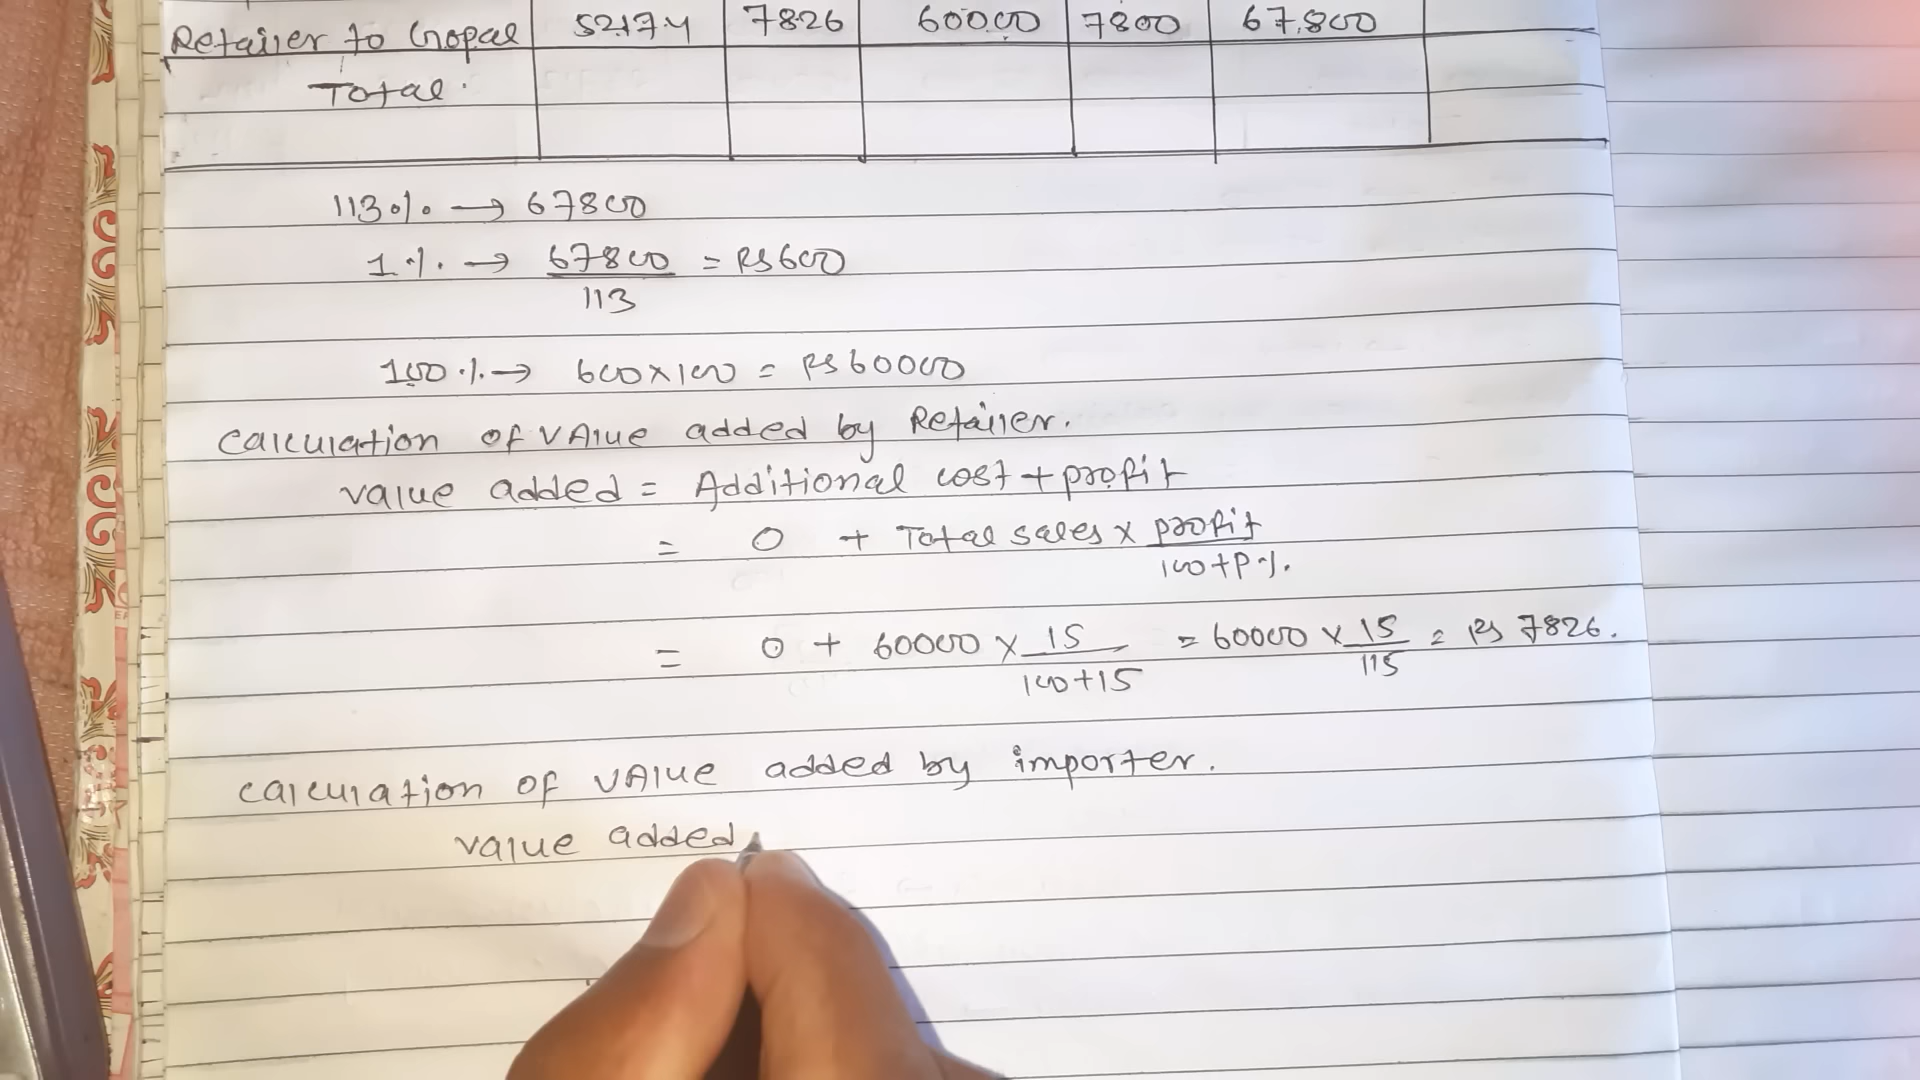 Retailer to Gopal 52174 7826 60000 7800 67,800
Total.
113% → 67800
1% → 67800 = Rs 600
113
100% → 600 x 100 = Rs 60000
Calculation of value added by Retailer.
value added = Additional cost + profit
= 0 + Total sales x profit
100+P%.
= 0 + 60000 x 15 = 60000 x 15 = Rs 7826.
100+15 115
Calculation of value added by importer.
value added